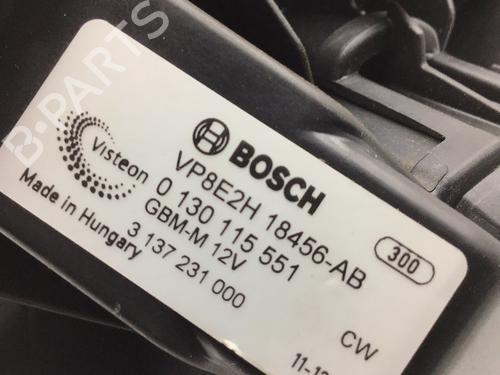 B-PARTS
BOSCH
Visteon
VP8E2H 18456-AB
0 130 115 551
300
GBM-M 12V
Made in Hungary
3 137 231 000
CW